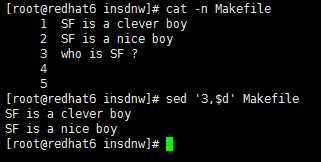 [root@redhat6 insdnw]# cat -n Makefile
     1  SF is a clever boy
     2  SF is a nice boy
     3  who is SF ?
     4
     5
[root@redhat6 insdnw]# sed '3,$d' Makefile
SF is a clever boy
SF is a nice boy
[root@redhat6 insdnw]#